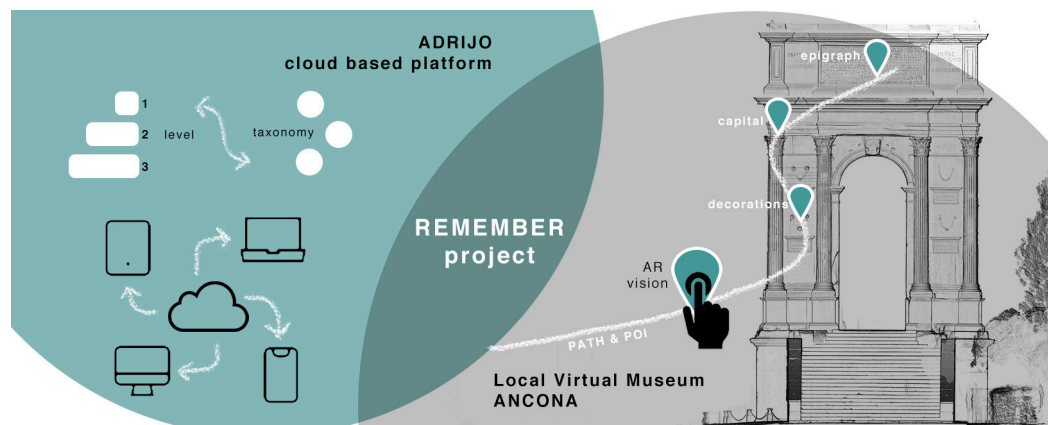 ADRIJO
cloud based platform
1
2
3
level
taxonomy
REMEMBER
project
epigraph
capital
decorations
AR
vision
PATH & POI
Local Virtual Museum
ANCONA